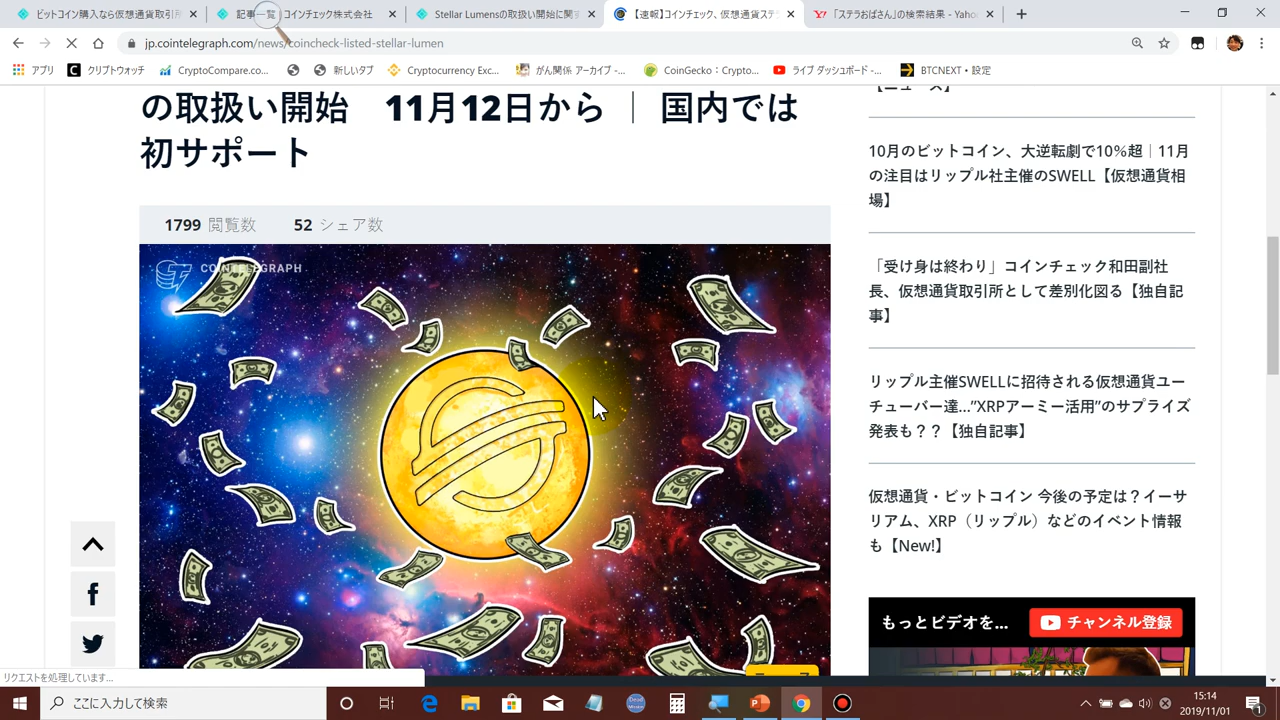 ビットコイン購入なら仮想通貨取引所
記事一覧 | コインチェック株式会社
Stellar Lumensの取扱い開始に関す
【速報】コインチェック、仮想通貨ステラ
「ステラおばさん」の検索結果 - Yahoo
jp.cointelegraph.com/news/coincheck-listed-stellar-lumen
アプリ
クリプトウォッチ
CryptoCompare.co...
新しいタブ
Cryptocurrency Exc...
がん関係 アーカイブ -...
CoinGecko：Crypto...
ライブ ダッシュボード -...
BTCNEXT • 設定
の取扱い開始 11月12日から ｜ 国内では
初サポート
1799 閲覧数 52 シェア数
COINTELEGRAPH
【ニュース】
10月のビットコイン、大逆転劇で10%超｜11月
の注目はリップル社主催のSWELL【仮想通貨相
場】
「受け身は終わり」コインチェック和田副社
長、仮想通貨取引所として差別化図る【独自記
事】
リップル主催SWELLに招待される仮想通貨ユー
チューバー達…”XRPアーミー活用”のサプライズ
発表も？？【独自記事】
仮想通貨・ビットコイン 今後の予定は？イーサ
リアム、XRP（リップル）などのイベント情報
も【New!】
もっとビデオを...
チャンネル登録
リクエストを処理しています...
ここに入力して検索
15:14
2019/11/01